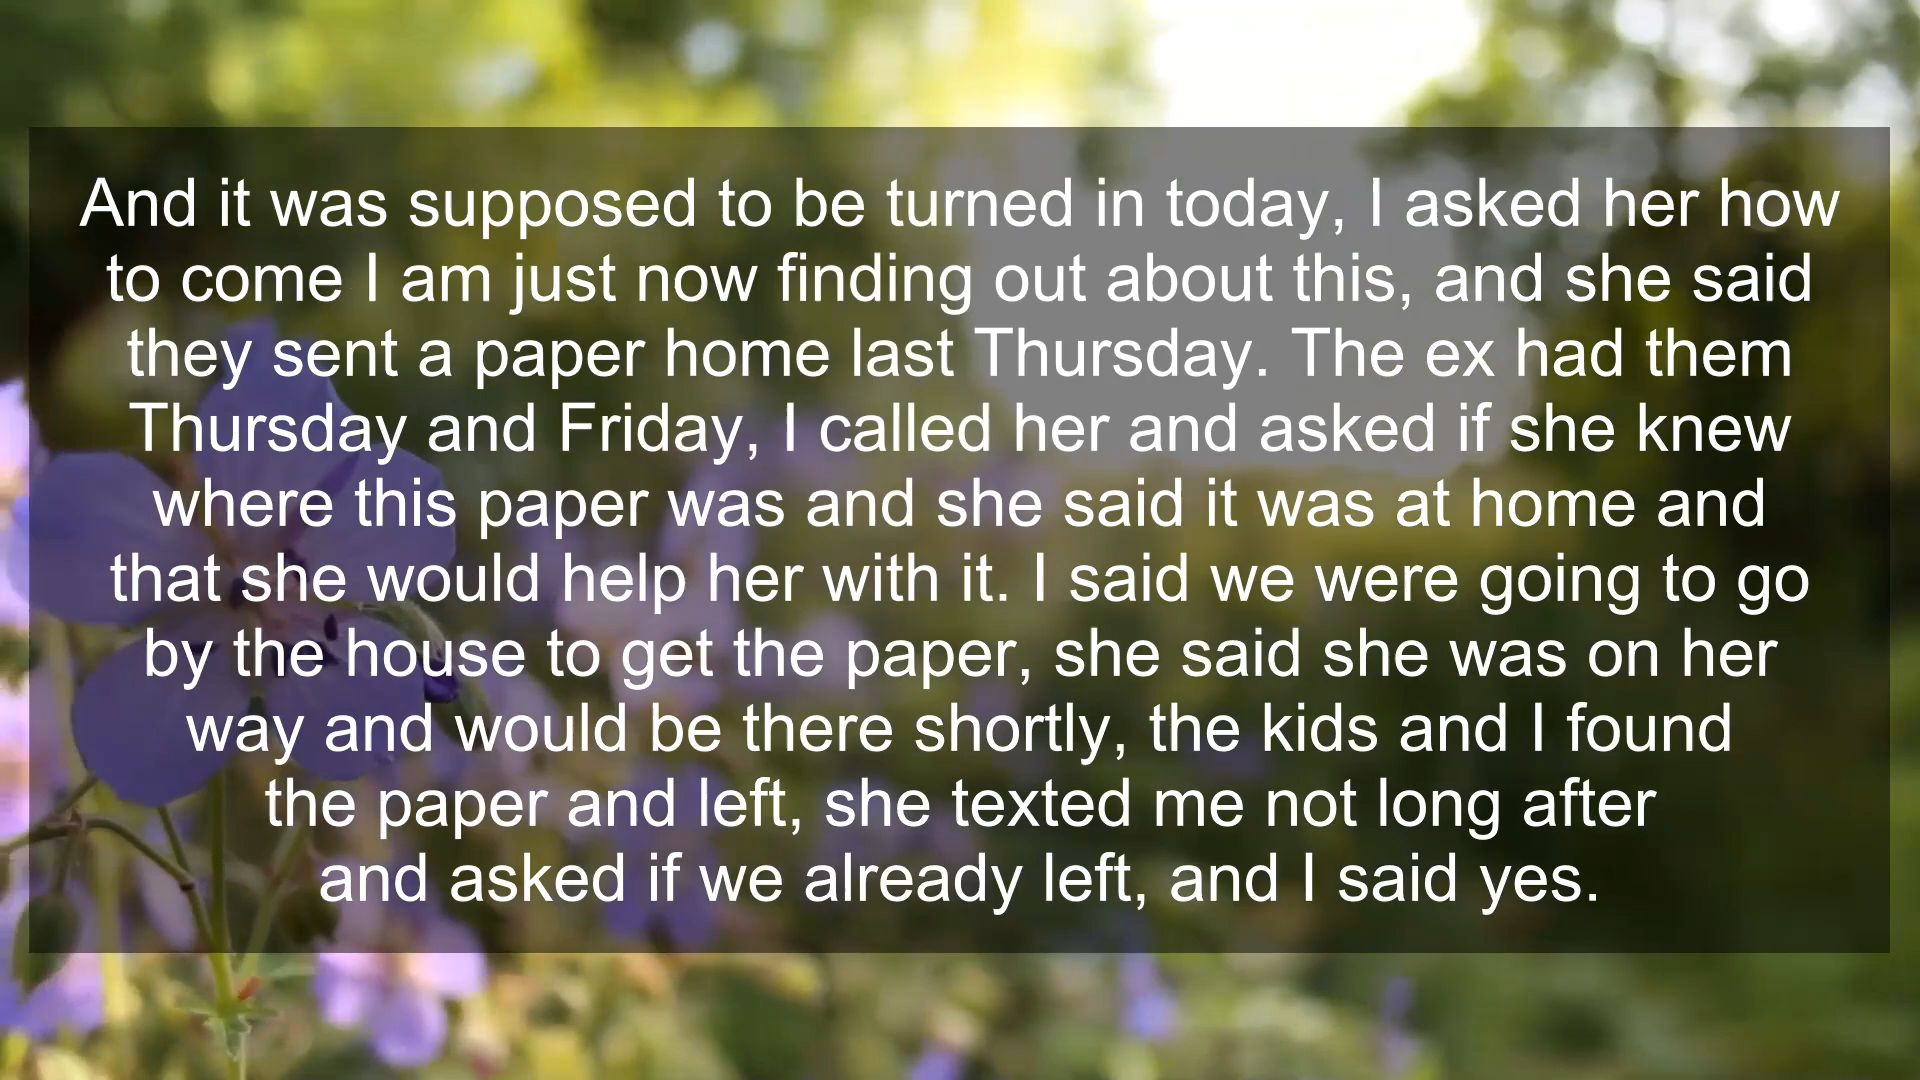 And it was supposed to be turned in today, I asked her how
to come I am just now finding out about this, and she said
they sent a paper home last Thursday. The ex had them
Thursday and Friday, I called her and asked if she knew
where this paper was and she said it was at home and
that she would help her with it. I said we were going to go
by the house to get the paper, she said she was on her
way and would be there shortly, the kids and I found
the paper and left, she texted me not long after
and asked if we already left, and I said yes.